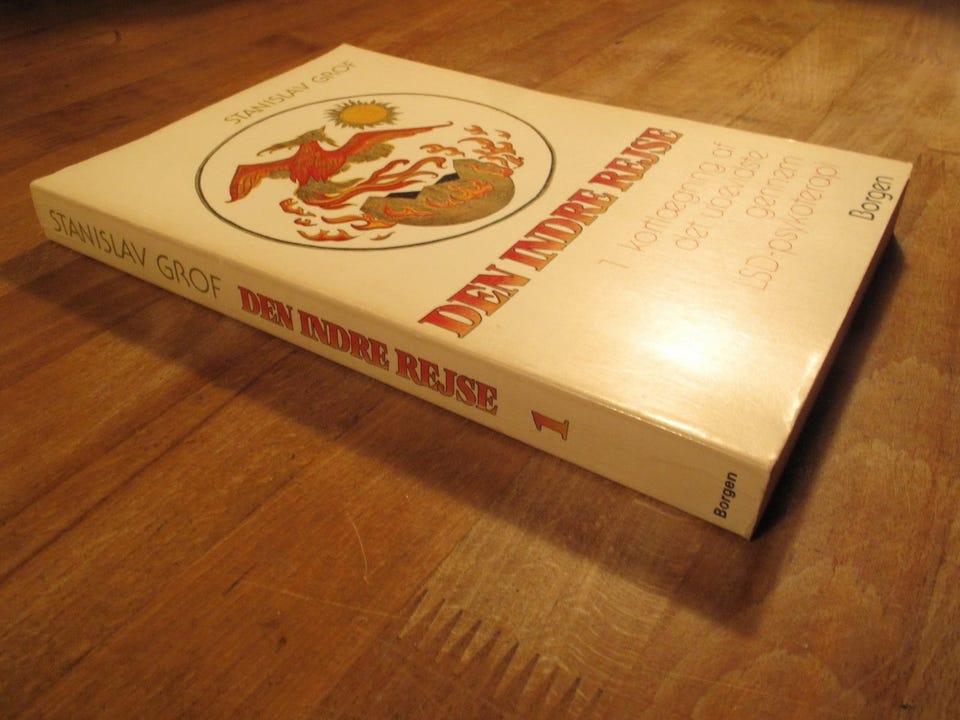 STANISLAV GROF
DEN INDRE REJSE
1 kortlægning af
det ubevidste
gennem
LSD-psykoterapi
Borgen
STANISLAV GROF DEN INDRE REJSE 1 Borgen